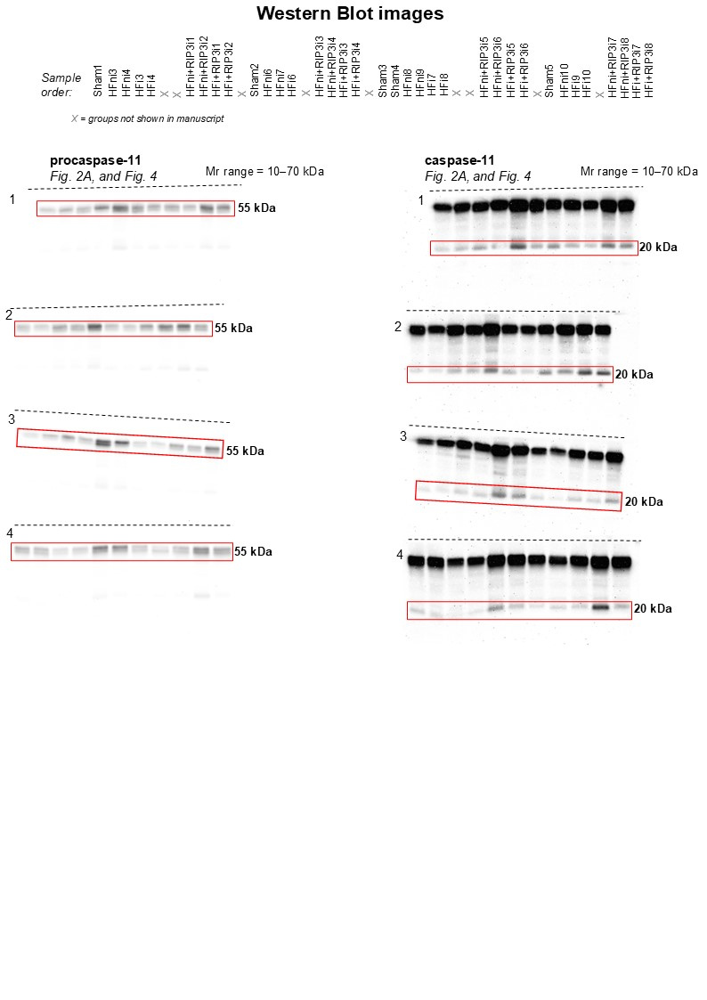 Western Blot images
Sample order:
Sham1
HFni3
HFni4
HFi3
HFi4
X
X
HFni+RIP3i1
HFni+RIP3i2
HFi+RIP3i1
HFi+RIP3i2
X
Sham2
HFni6
HFni7
HFi6
X
HFni+RIP3i3
HFni+RIP3i4
HFi+RIP3i3
HFi+RIP3i4
X
Sham3
Sham4
HFni8
HFni9
HFi7
HFi8
X
X
HFni+RIP3i5
HFni+RIP3i6
HFi+RIP3i5
HFi+RIP3i6
X
Sham5
HFni10
HFi9
HFi10
X
HFni+RIP3i7
HFni+RIP3i8
HFi+RIP3i7
HFi+RIP3i8
X = groups not shown in manuscript
procaspase-11
Fig. 2A, and Fig. 4
Mr range = 10–70 kDa
1
55 kDa
2
55 kDa
3
55 kDa
4
55 kDa
caspase-11
Fig. 2A, and Fig. 4
Mr range = 10–70 kDa
1
20 kDa
2
20 kDa
3
20 kDa
4
20 kDa